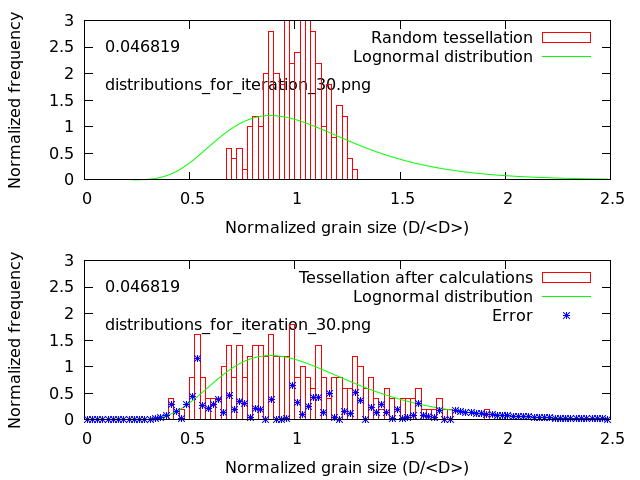 Normalized frequency
3
2.5
2
1.5
1
0.5
0
0.046819
distributions_for_iteration_30.png
Random tessellation
Lognormal distribution
0 0.5 1 1.5 2 2.5
Normalized grain size (D/<D>)
Normalized frequency
3
2.5
2
1.5
1
0.5
0
0.046819
distributions_for_iteration_30.png
Tessellation after calculations
Lognormal distribution
Error
0 0.5 1 1.5 2 2.5
Normalized grain size (D/<D>)